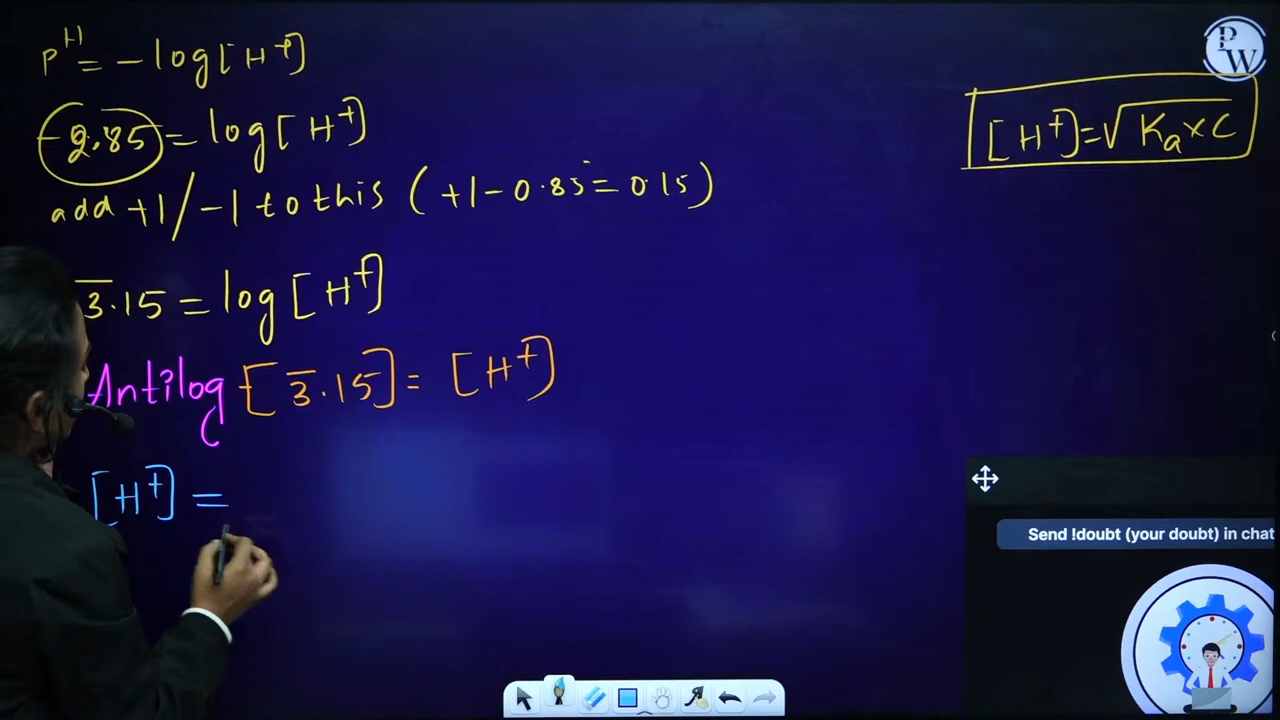 pH = - log [H+]
PW
-2.85 = log [H+]
[H+] = √Ka×C
add +1/-1 to this (+1-0.85 = 0.15)
3̅.15 = log [H+]
Antilog [3̅.15] = [H+]
[H+] =
Send !doubt (your doubt) in chat